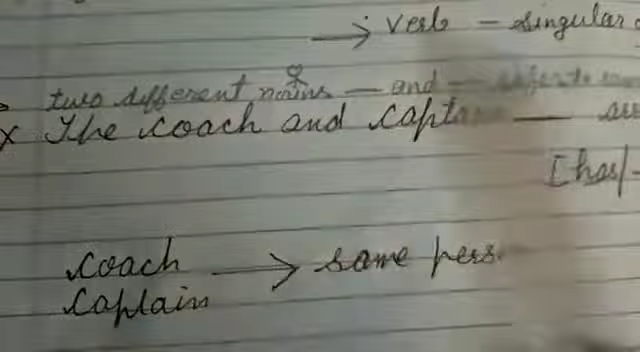 → verb – singular
two different nouns – and –
x The coach and captain —
[has/-
coach → same pers
captain